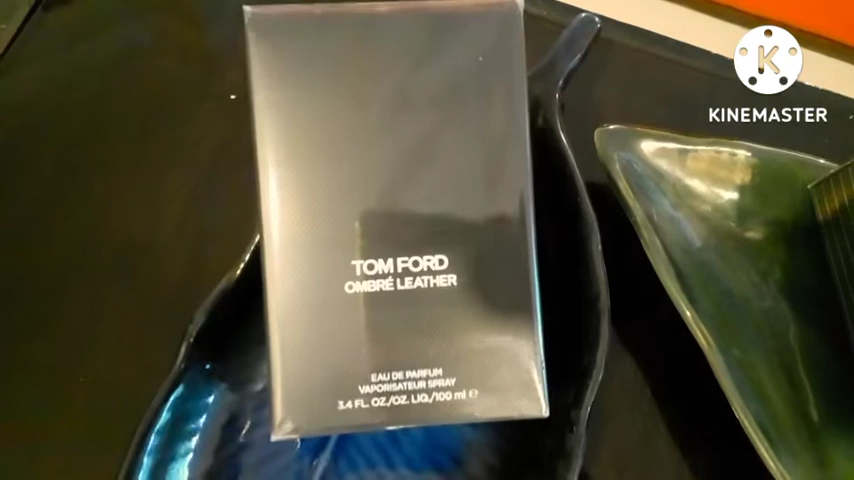 K
KINEMASTER
TOM FORD
OMBRÉ LEATHER
EAU DE PARFUM
VAPORISATEUR SPRAY
3.4 FL. OZ./OZ. LIQ./100 ml ℮